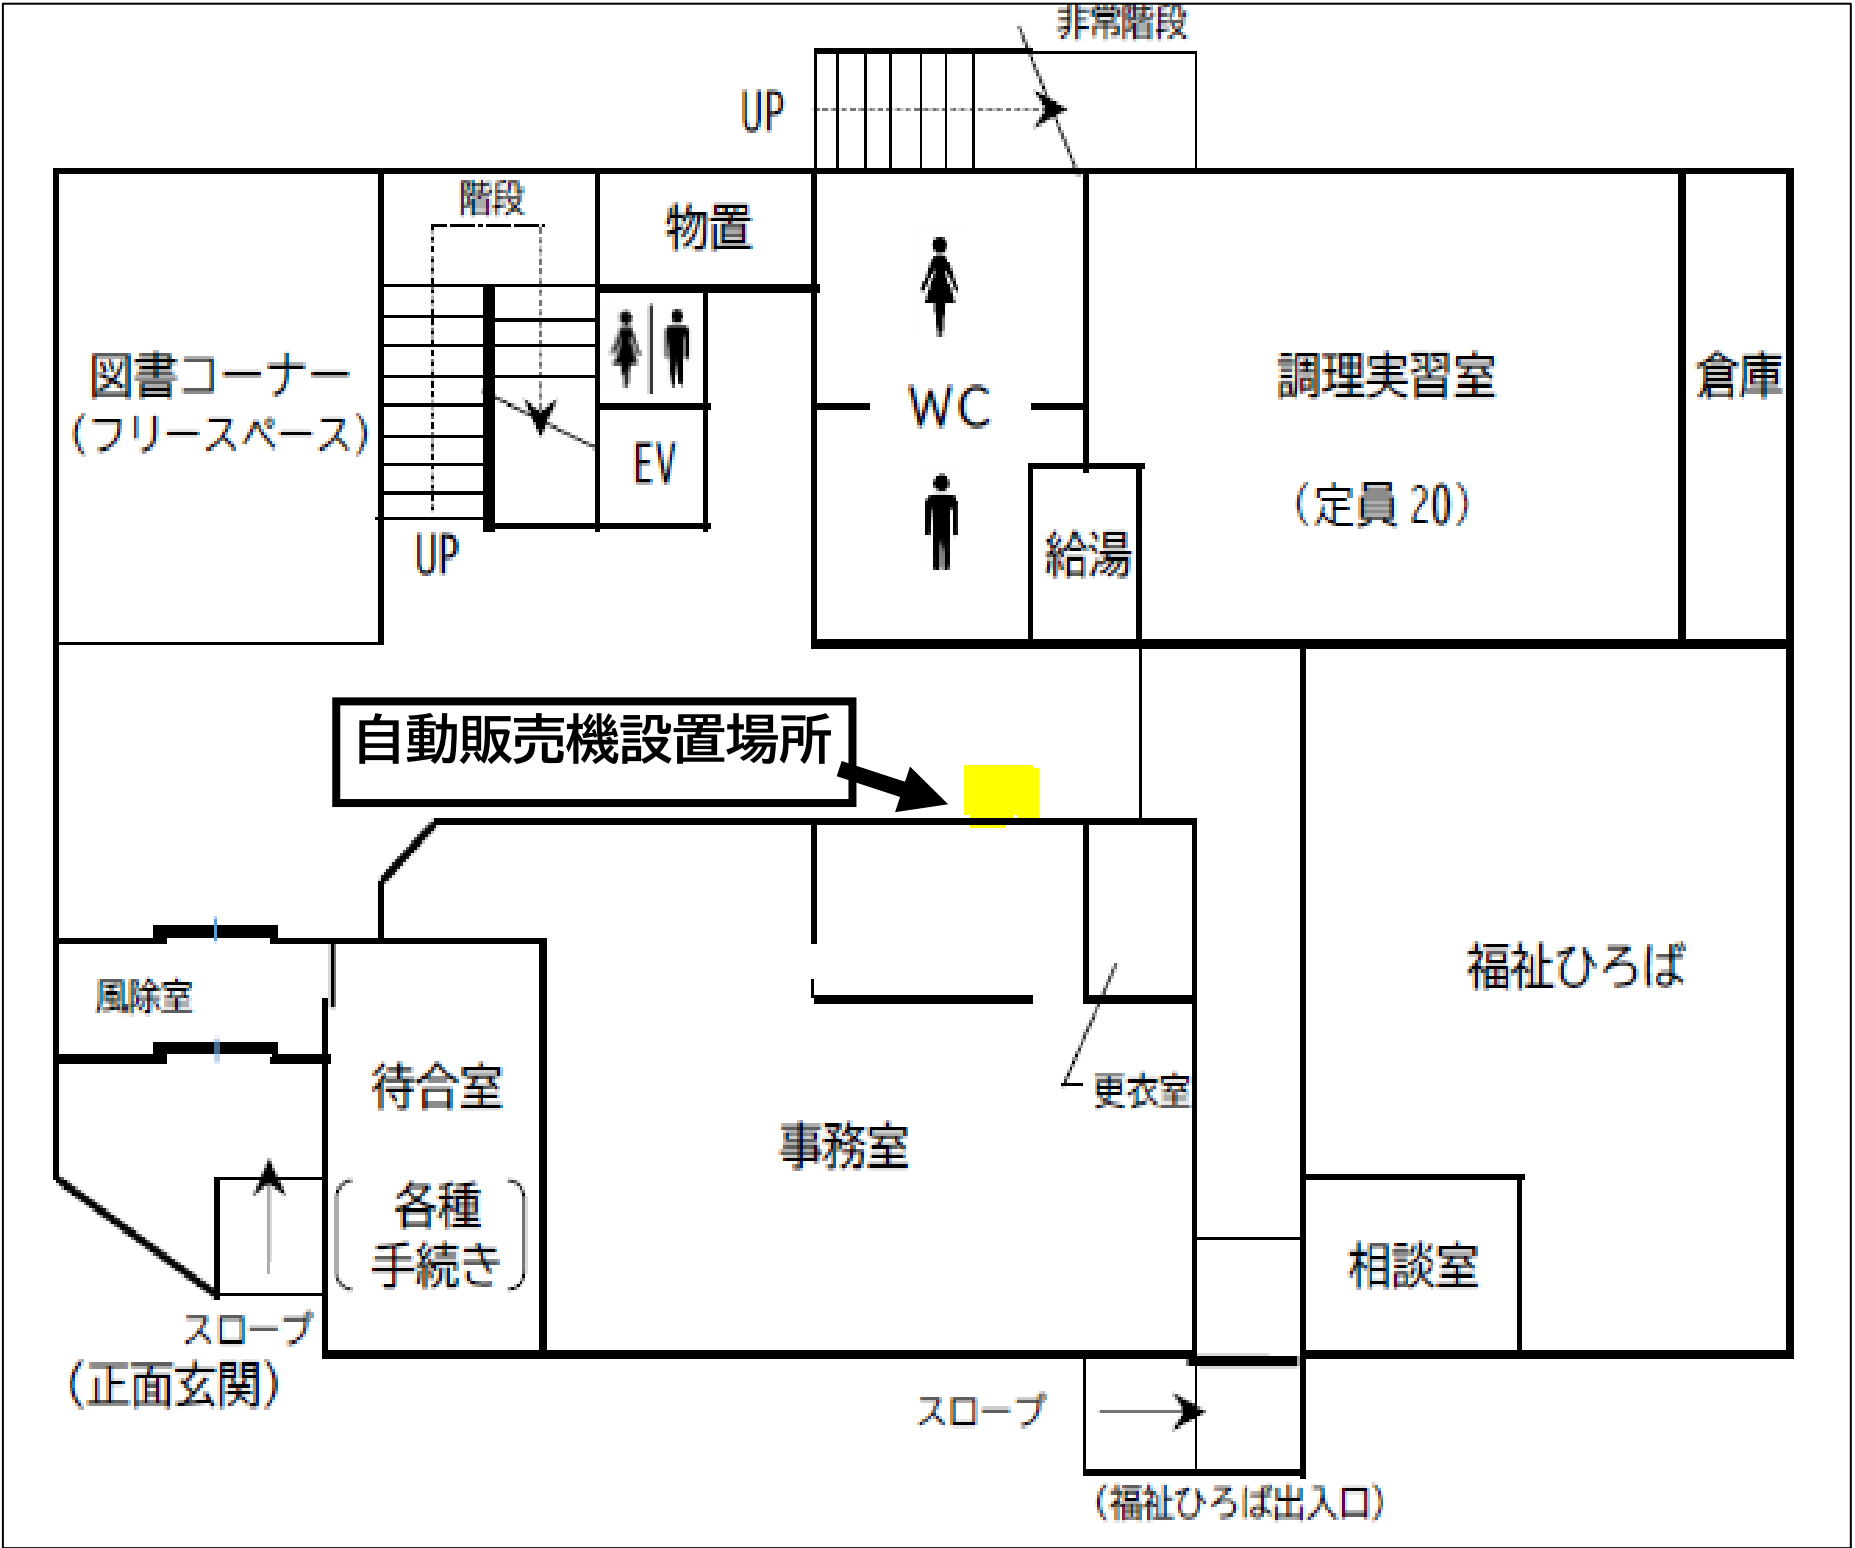 非常階段
UP
階段
物置
図書コーナー
(フリースペース)
WC
調理実習室
倉庫
EV
(定員 20)
UP
給湯
自動販売機設置場所
福祉ひろば
風除室
待合室
更衣室
事務室
各種
手続き
相談室
スロープ
(正面玄関)
スロープ
(福祉ひろば出入口)